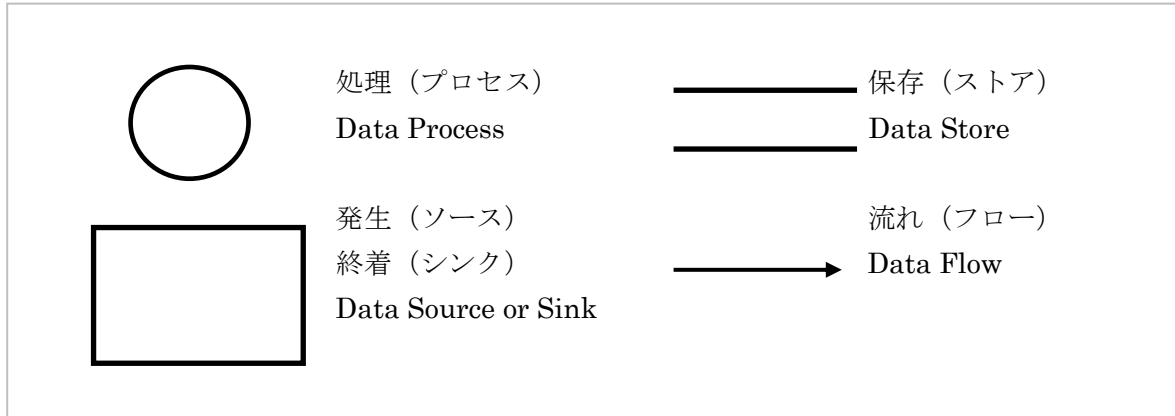 処理（プロセス）
Data Process
保存（ストア）
Data Store
発生（ソース）
終着（シンク）
Data Source or Sink
流れ（フロー）
Data Flow